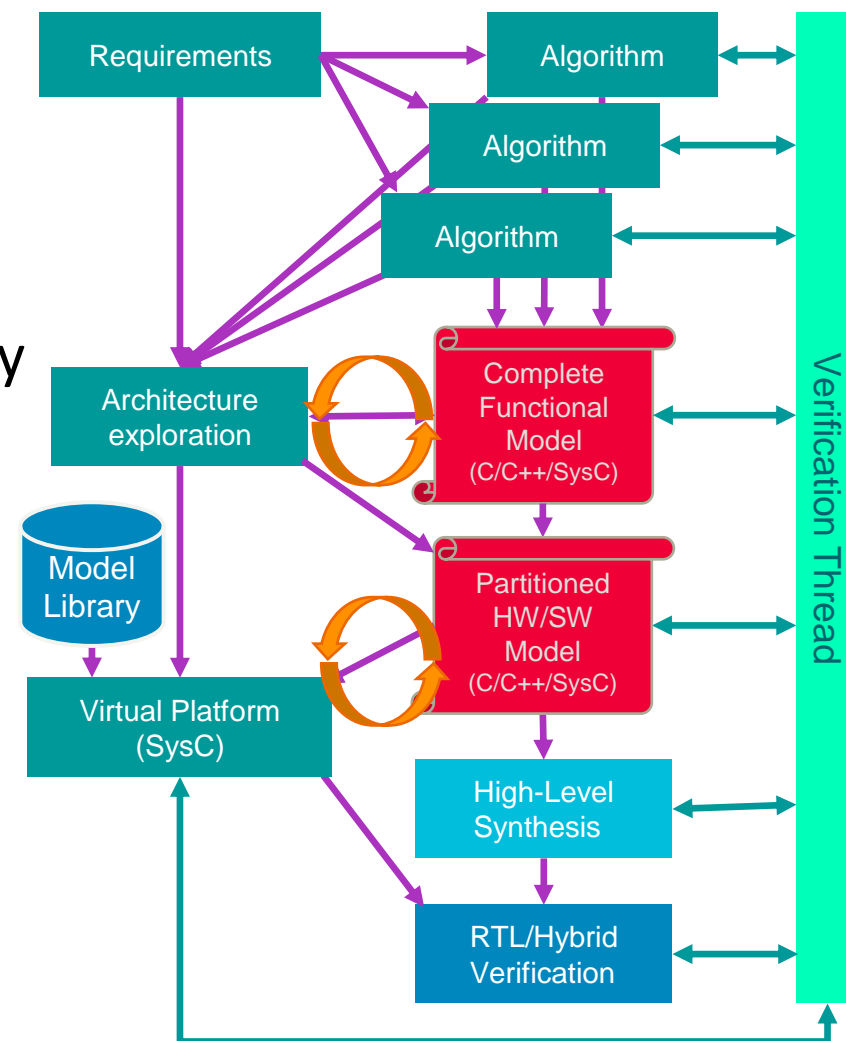 Requirements
Algorithm
Algorithm
Algorithm
y
Architecture
exploration
Complete
Functional
Model
(C/C++/SysC)
Model
Library
Partitioned
HW/SW
Model
(C/C++/SysC)
Virtual Platform
(SysC)
High-Level
Synthesis
RTL/Hybrid
Verification
Verification Thread